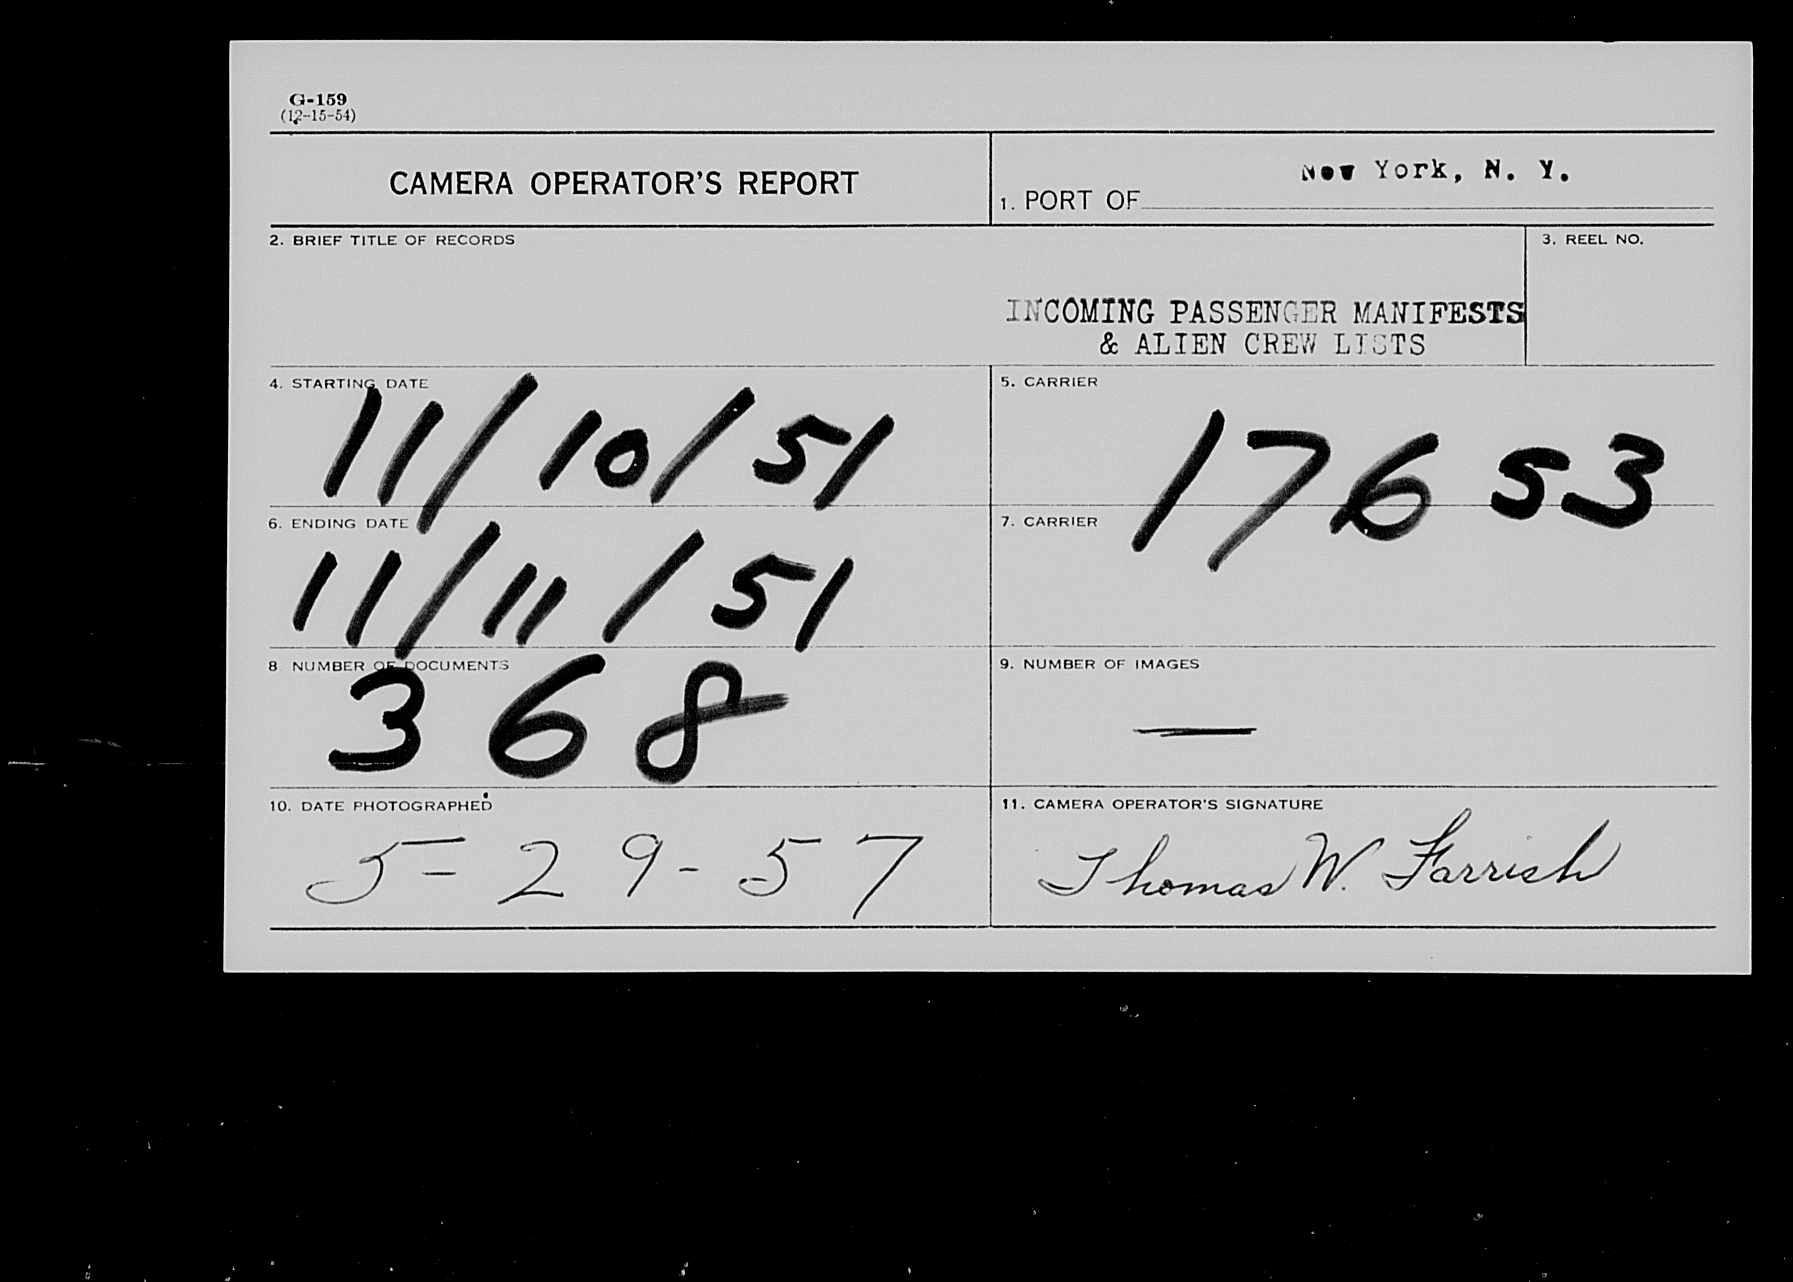 G-159
(12-15-54)
CAMERA OPERATOR'S REPORT
New York, N. Y.
1. PORT OF
2. BRIEF TITLE OF RECORDS
3. REEL NO.
INCOMING PASSENGER MANIFESTS
& ALIEN CREW LISTS
4. STARTING DATE
11/10/51
5. CARRIER
17653
6. ENDING DATE
11/11/51
7. CARRIER
8 NUMBER OF DOCUMENTS
368
9. NUMBER OF IMAGES
—
10. DATE PHOTOGRAPHED
5-29-57
11. CAMERA OPERATOR'S SIGNATURE
Thomas W. Farrish